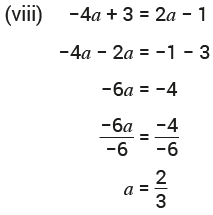 (viii) −4a + 3 = 2a − 1
−4a − 2a = −1 − 3
−6a = −4
−6a/−6 = −4/−6
a = 2/3